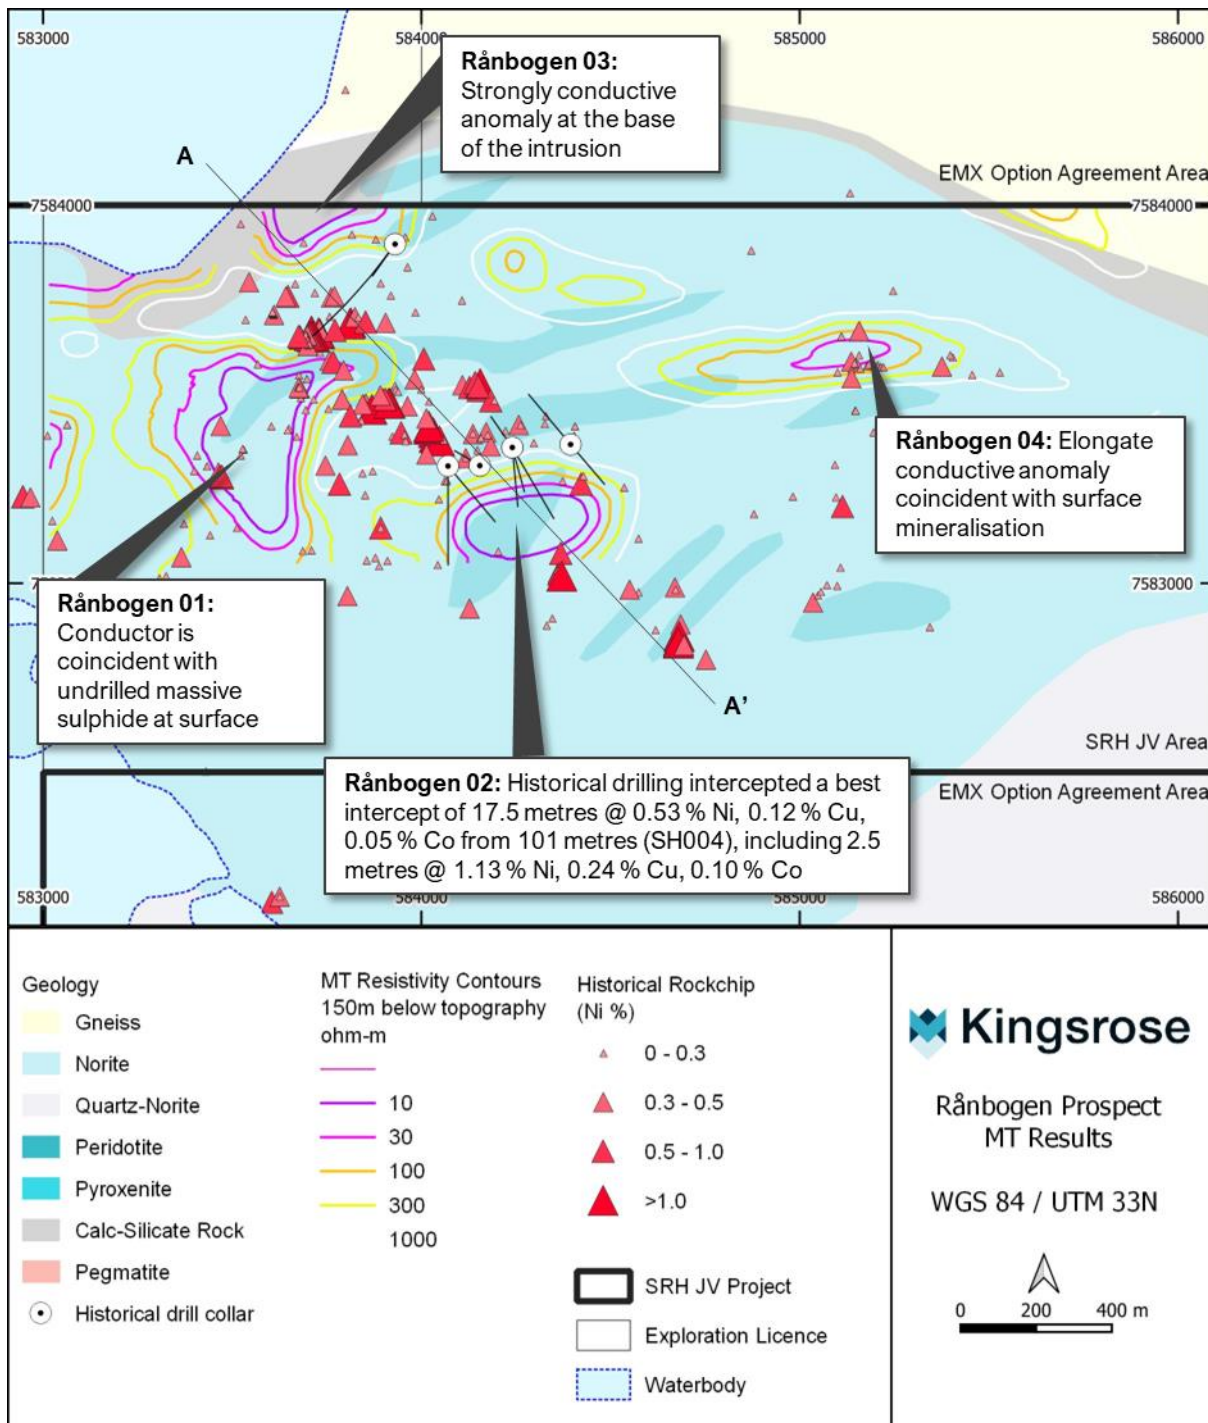 583000
584000
585000
586000
Rånbogen 03:
Strongly conductive
anomaly at the base
of the intrusion
A
EMX Option Agreement Area
7584000
7584000
Rånbogen 04: Elongate
conductive anomaly
coincident with surface
mineralisation
7583000
Rånbogen 01:
Conductor is
coincident with
undrilled massive
sulphide at surface
A'
SRH JV Area
EMX Option Agreement Area
Rånbogen 02: Historical drilling intercepted a best
intercept of 17.5 metres @ 0.53 % Ni, 0.12 % Cu,
0.05 % Co from 101 metres (SH004), including 2.5
metres @ 1.13 % Ni, 0.24 % Cu, 0.10 % Co
583000
584000
585000
586000
Geology
Gneiss
Norite
Quartz-Norite
Peridotite
Pyroxenite
Calc-Silicate Rock
Pegmatite
Historical drill collar
MT Resistivity Contours
150m below topography
ohm-m
10
30
100
300
1000
Historical Rockchip
(Ni %)
0 - 0.3
0.3 - 0.5
0.5 - 1.0
>1.0
SRH JV Project
Exploration Licence
Waterbody
Kingsrose
Rånbogen Prospect
MT Results
WGS 84 / UTM 33N
0 200 400 m